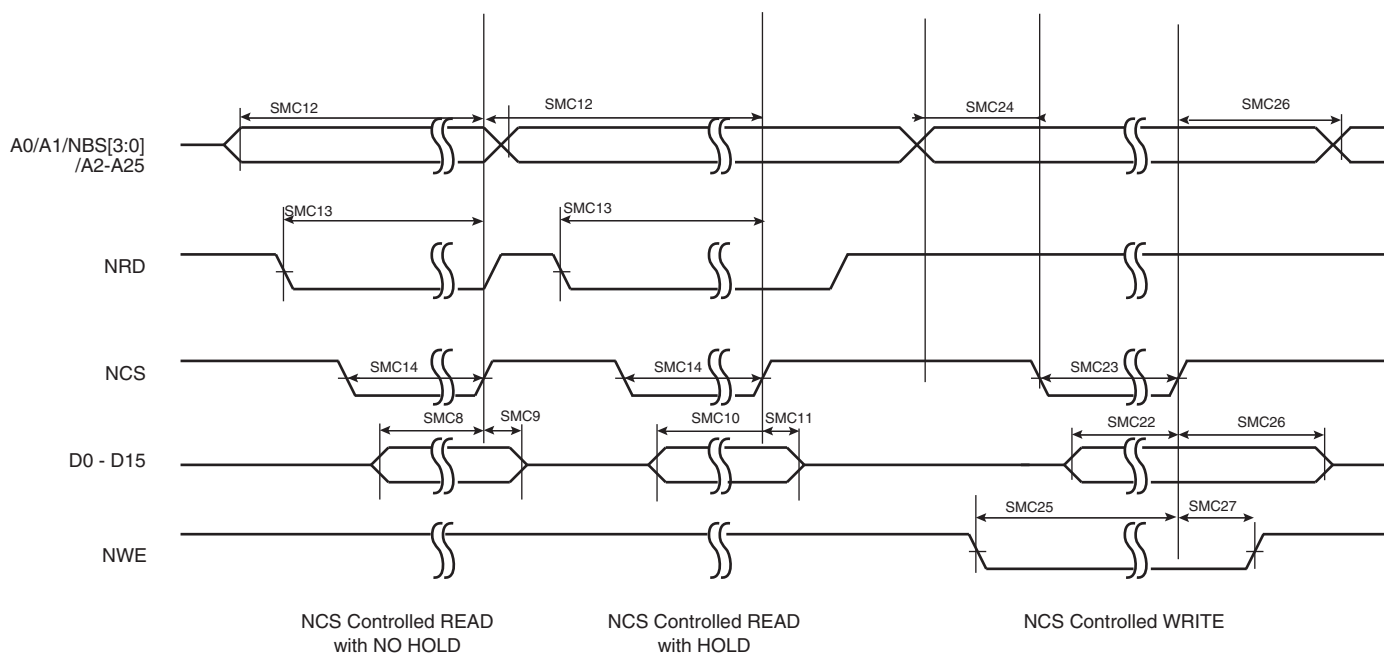 SMC12
SMC12
SMC24
SMC26
A0/A1/NBS[3:0]
/A2-A25
SMC13
SMC13
NRD
NCS
SMC14
SMC14
SMC23
SMC8
SMC9
SMC10
SMC11
SMC22
SMC26
D0 - D15
SMC25
SMC27
NWE
NCS Controlled READ
with NO HOLD
NCS Controlled READ
with HOLD
NCS Controlled WRITE